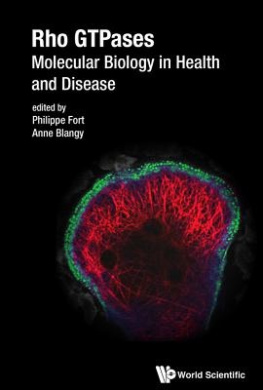 Rho GTPases
Molecular Biology in Health
and Disease
edited by
Philippe Fort
Anne Blangy
World Scientific